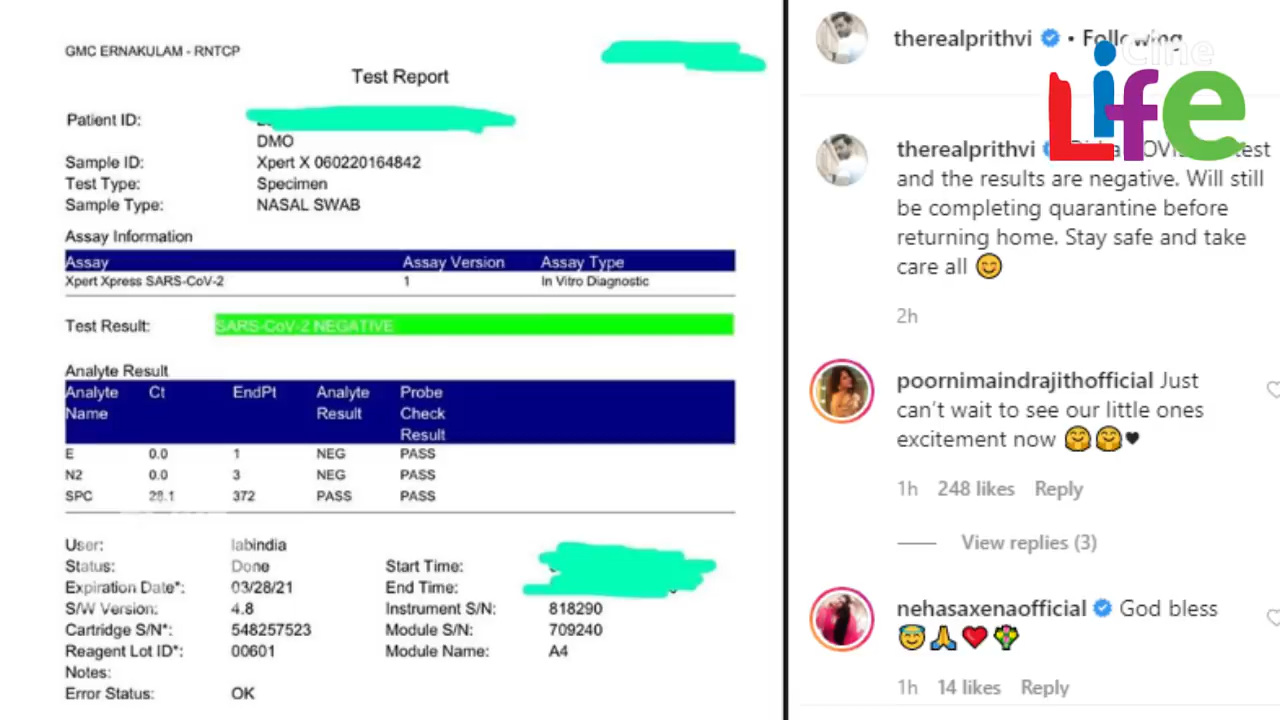 GMC ERNAKULAM - RNTCP
Test Report
Patient ID:
DMO
Sample ID: Xpert X 060220164842
Test Type: Specimen
Sample Type: NASAL SWAB
Assay Information
Assay Assay Version Assay Type
Xpert Xpress SARS-CoV-2 1 In Vitro Diagnostic
Test Result: SARS-CoV-2 NEGATIVE
Analyte Result
Analyte Ct EndPt Analyte Probe
Name Result Check
Result
E 0.0 1 NEG PASS
N2 0.0 3 NEG PASS
SPC 28.1 372 PASS PASS
User: labindia
Status: Done Start Time:
Expiration Date*: 03/28/21 End Time:
S/W Version: 4.8 Instrument S/N: 818290
Cartridge S/N*: 548257523 Module S/N: 709240
Reagent Lot ID*: 00601 Module Name: A4
Notes:
Error Status: OK
therealprithvi • Following
Cine
Life
therealprithvi test
and the results are negative. Will still
be completing quarantine before
returning home. Stay safe and take
care all 😊
2h
poornimaindrajithofficial Just
can't wait to see our little ones
excitement now 🤗🤗🖤
1h 248 likes Reply
View replies (3)
nehasaxenaofficial God bless
😇🙏❤️💐
1h 14 likes Reply